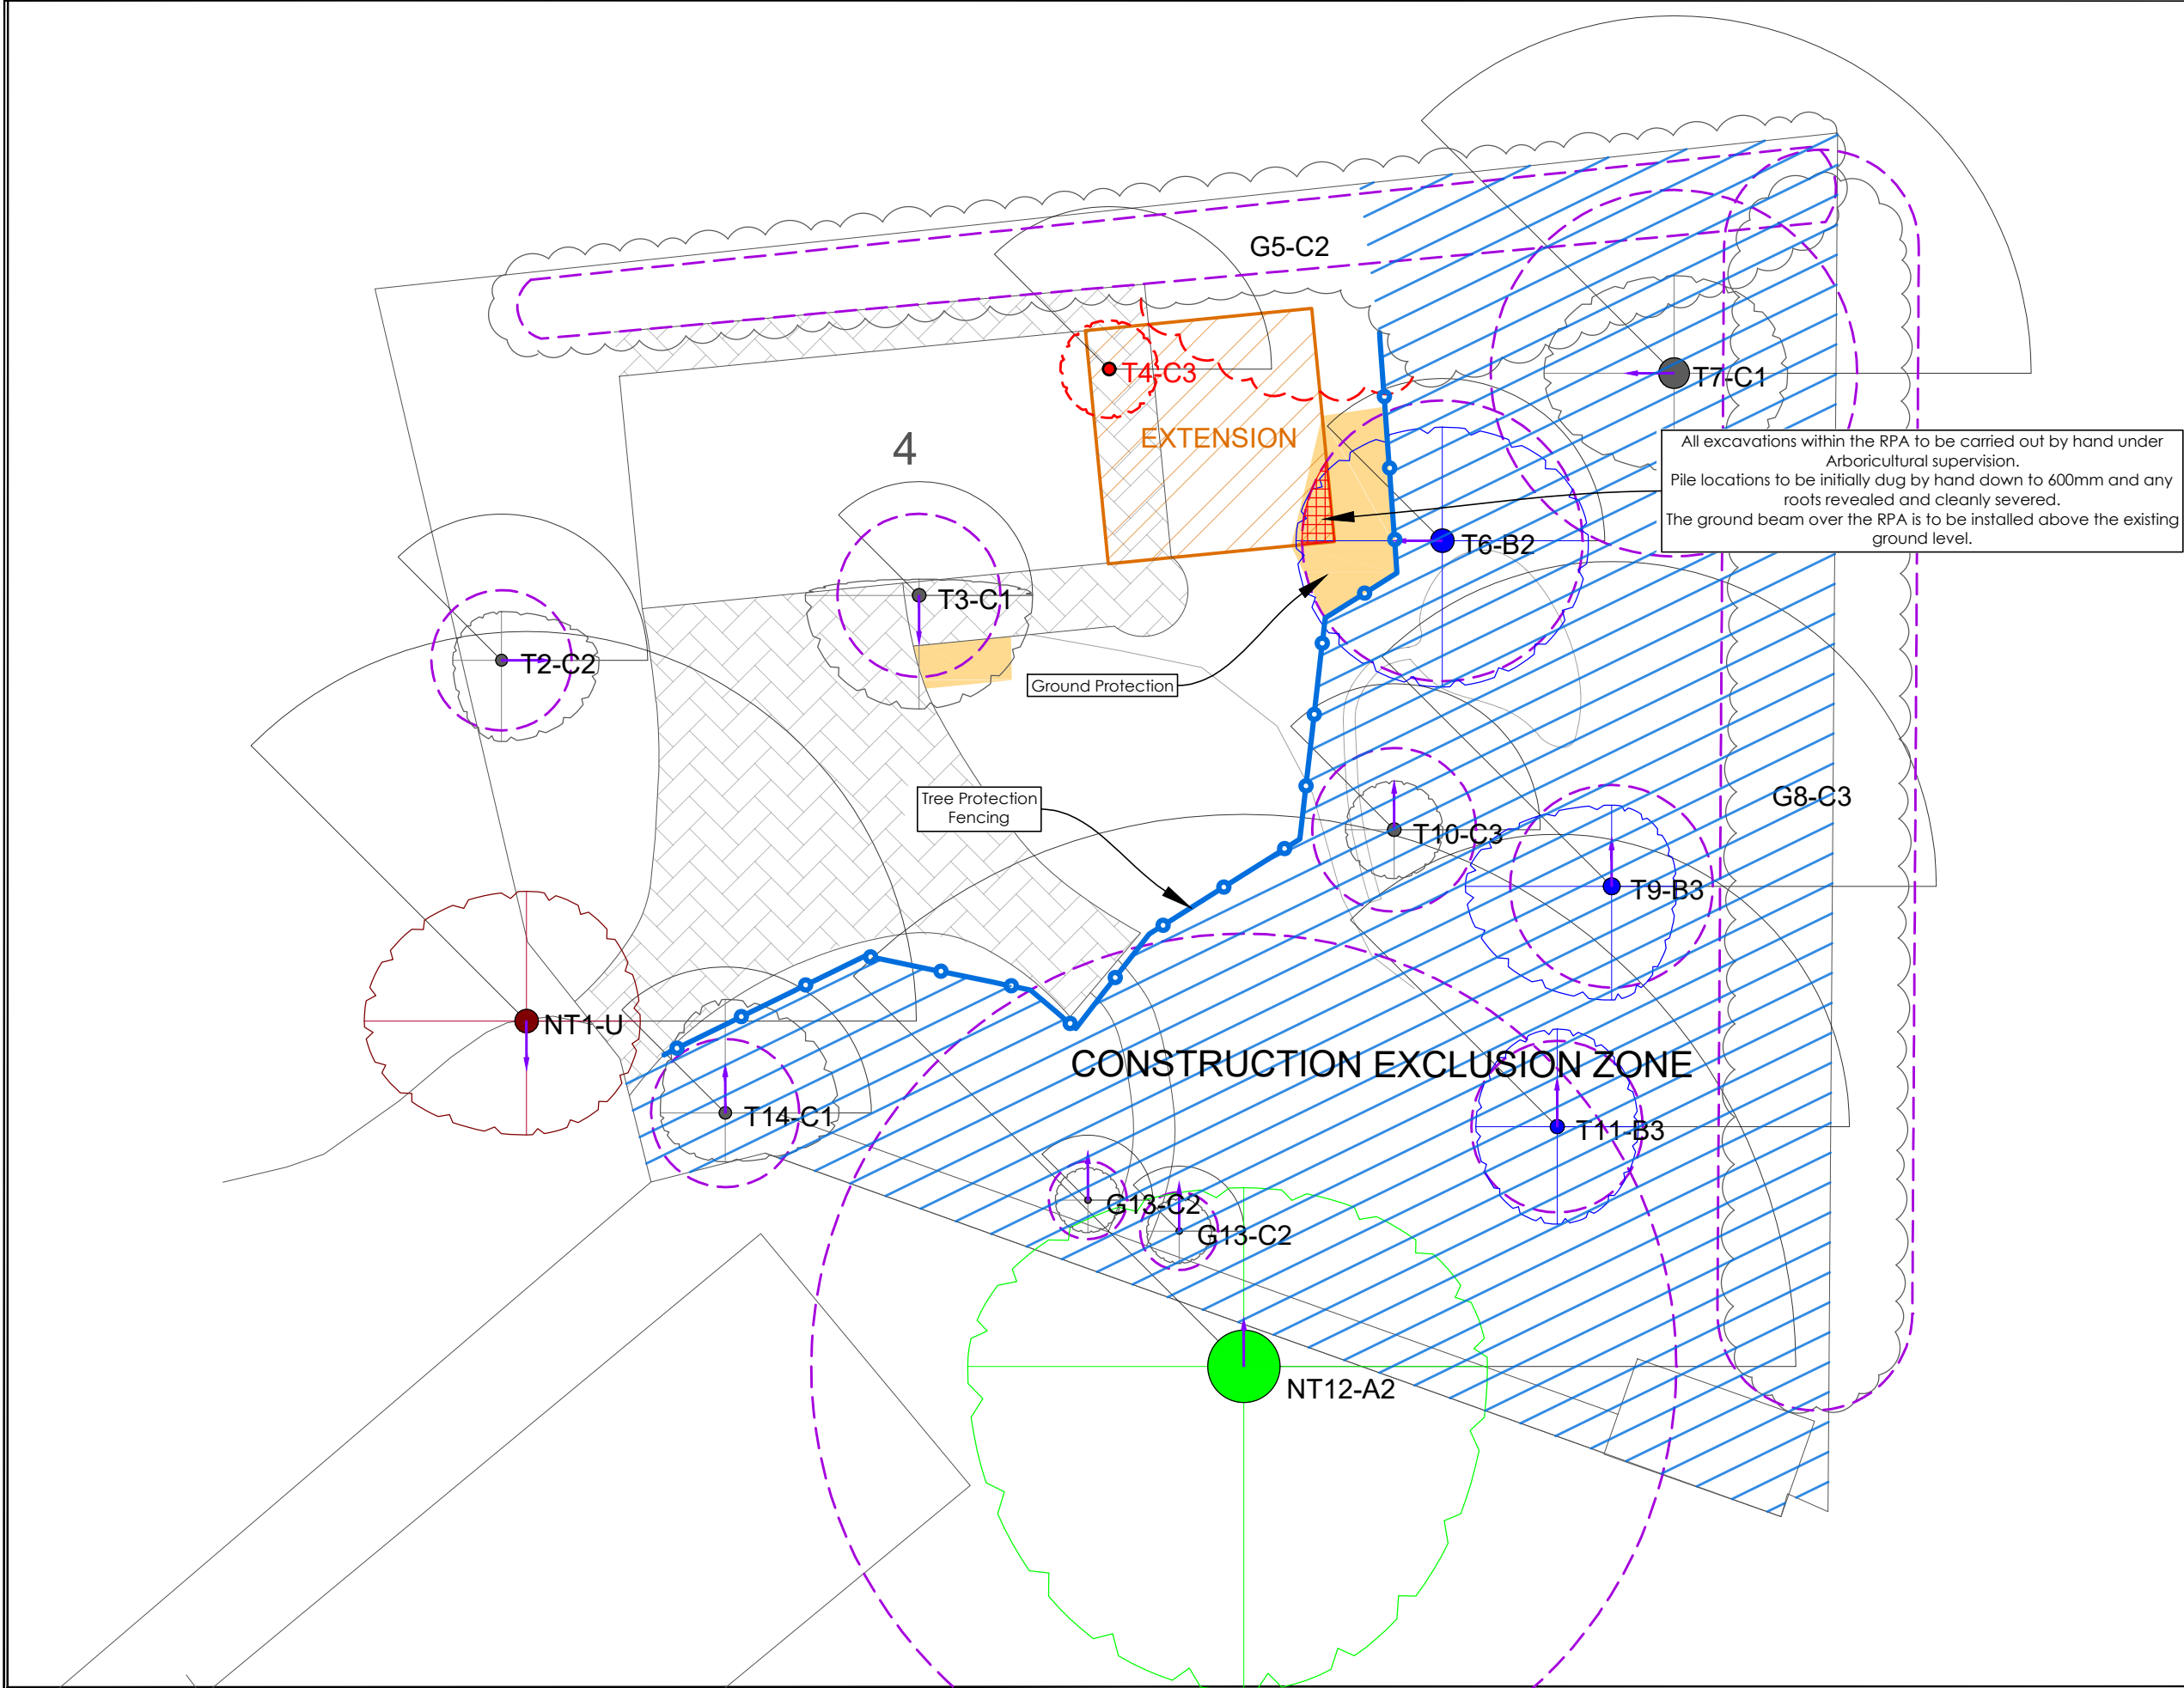 G5-C2
T4-C3
T7-C1
EXTENSION
4
All excavations within the RPA to be carried out by hand under
Arboricultural supervision.
Pile locations to be initially dug by hand down to 600mm and any
roots revealed and cleanly severed.
The ground beam over the RPA is to be installed above the existing
ground level.
T6-B2
T3-C1
T2-C2
Ground Protection
Tree Protection
Fencing
G8-C3
T10-C3
T9-B3
NT1-U
CONSTRUCTION EXCLUSION ZONE
T14-C1
T11-B3
G13-C2
G13-C2
NT12-A2